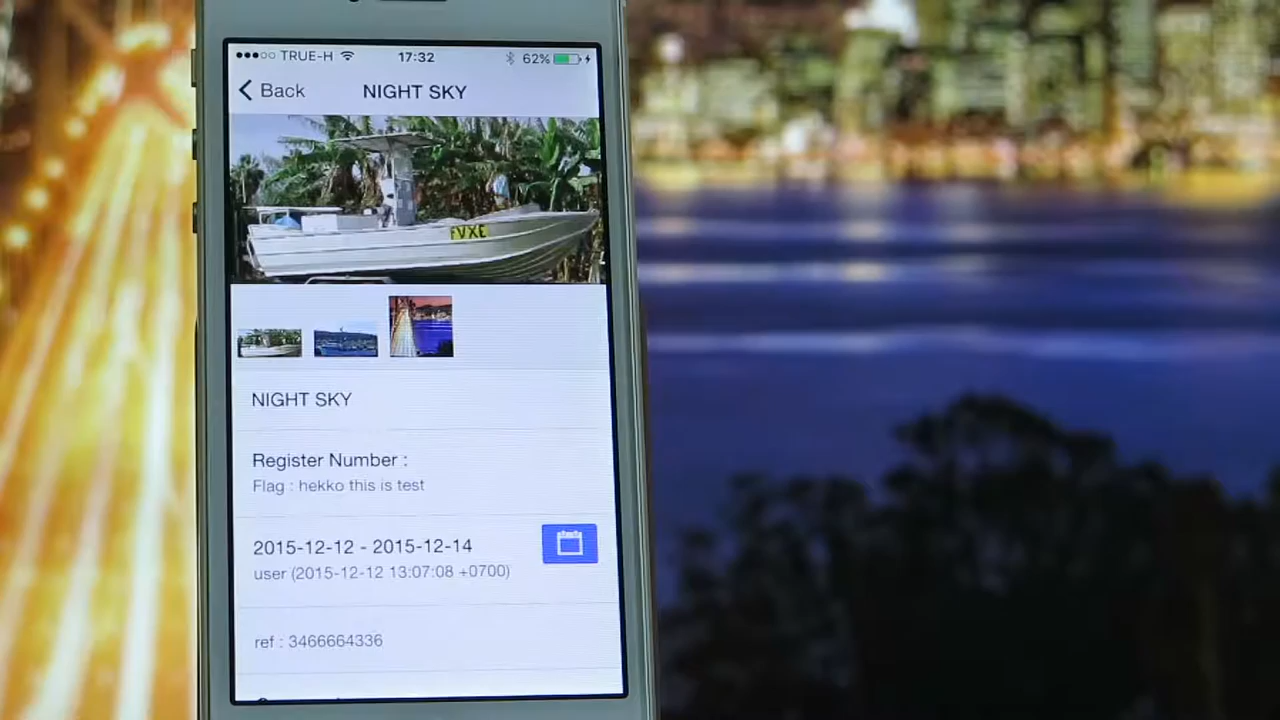 TRUE-H 17:32 62%
Back NIGHT SKY
FVXE
NIGHT SKY
Register Number :
Flag : hekko this is test
2015-12-12 - 2015-12-14
user (2015-12-12 13:07:08 +0700)
ref : 3466664336